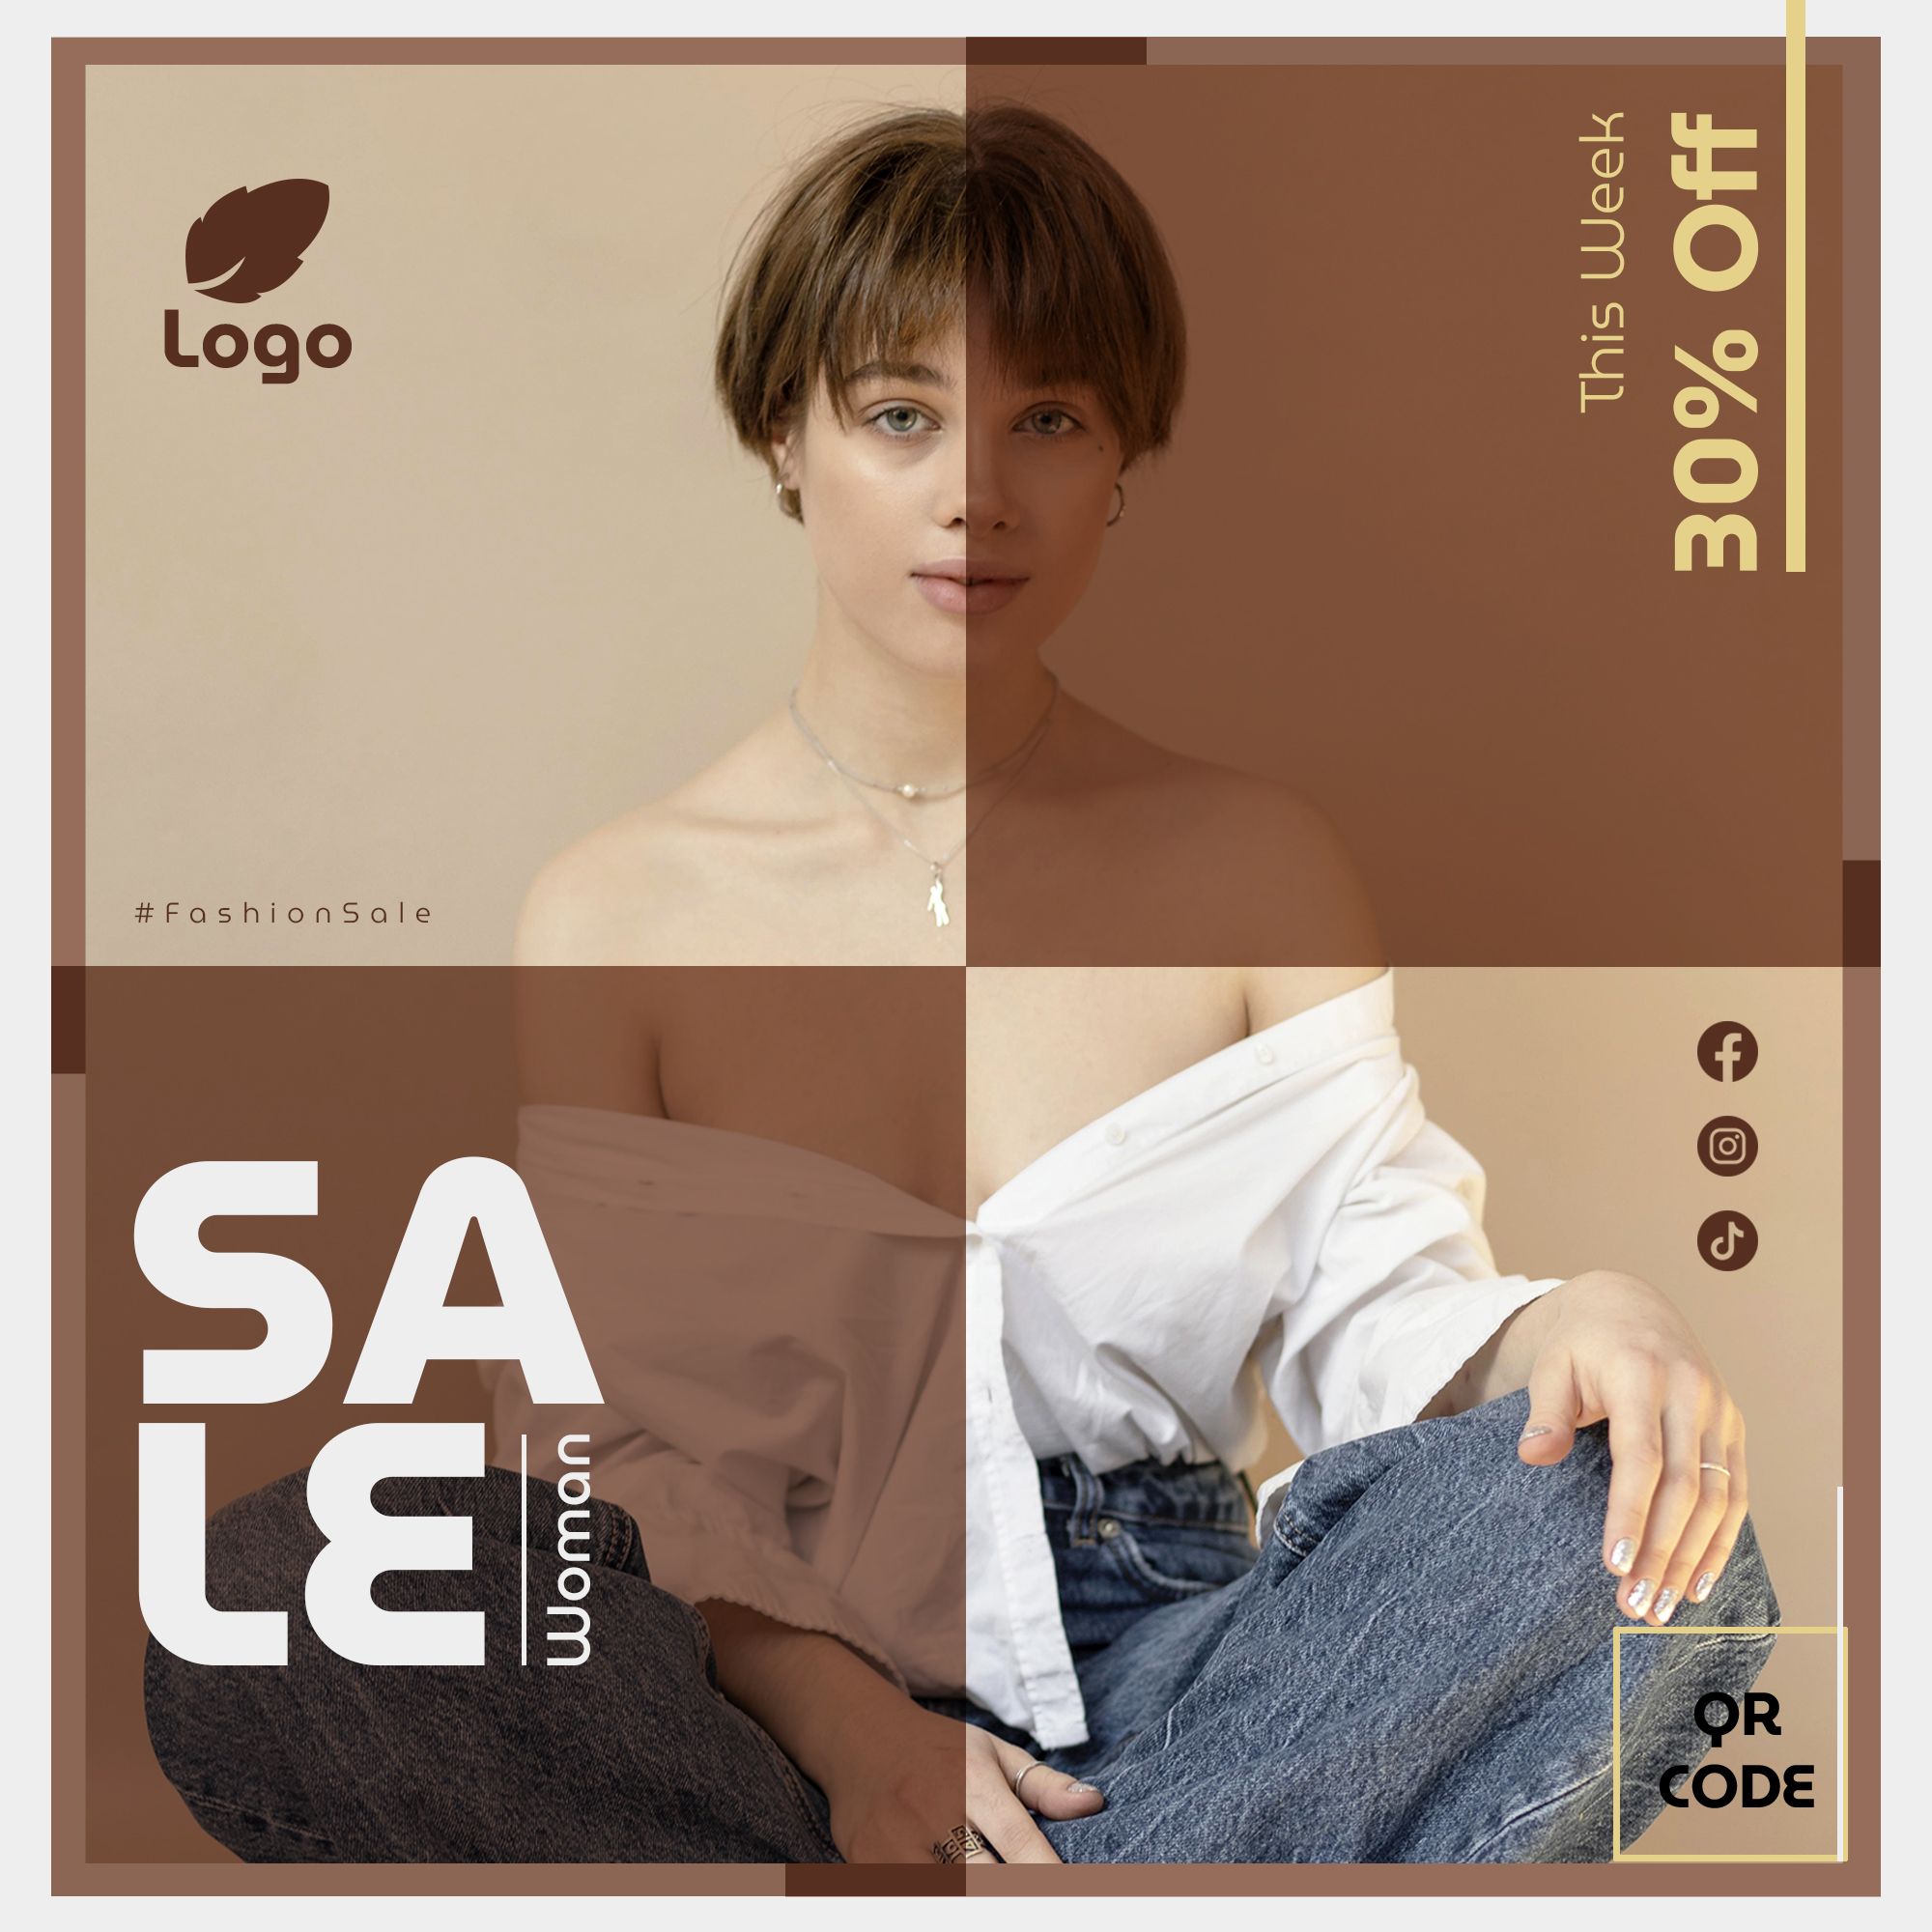 Logo
This Week
30% Off
#FashionSale
SA
LE
Woman
QR
CODE